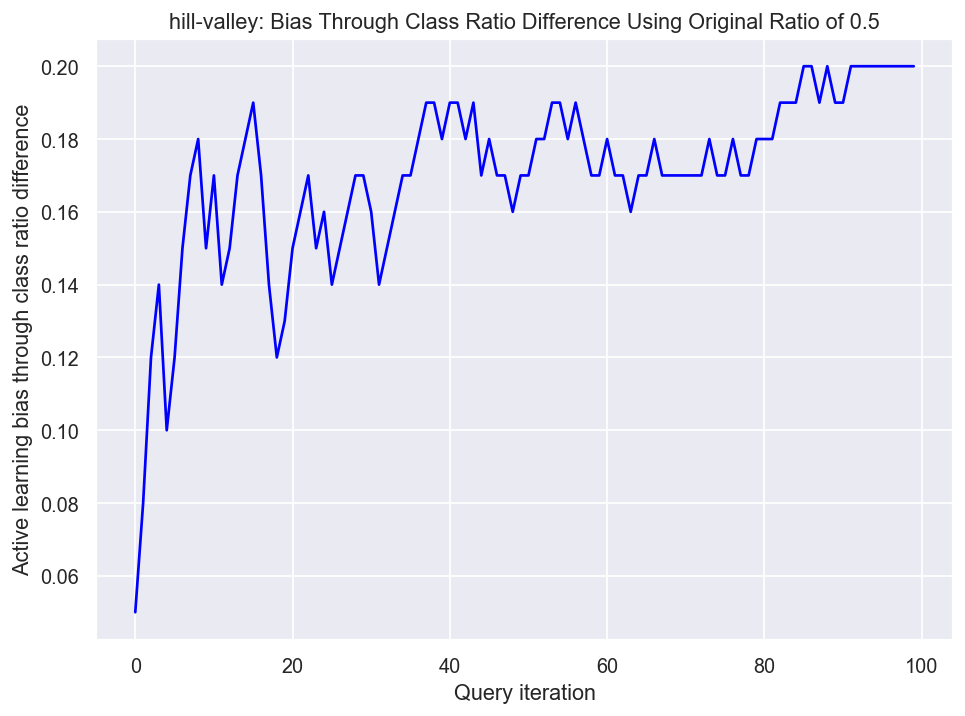 hill-valley: Bias Through Class Ratio Difference Using Original Ratio of 0.5
Active learning bias through class ratio difference
0.20
0.18
0.16
0.14
0.12
0.10
0.08
0.06
0 20 40 60 80 100
Query iteration